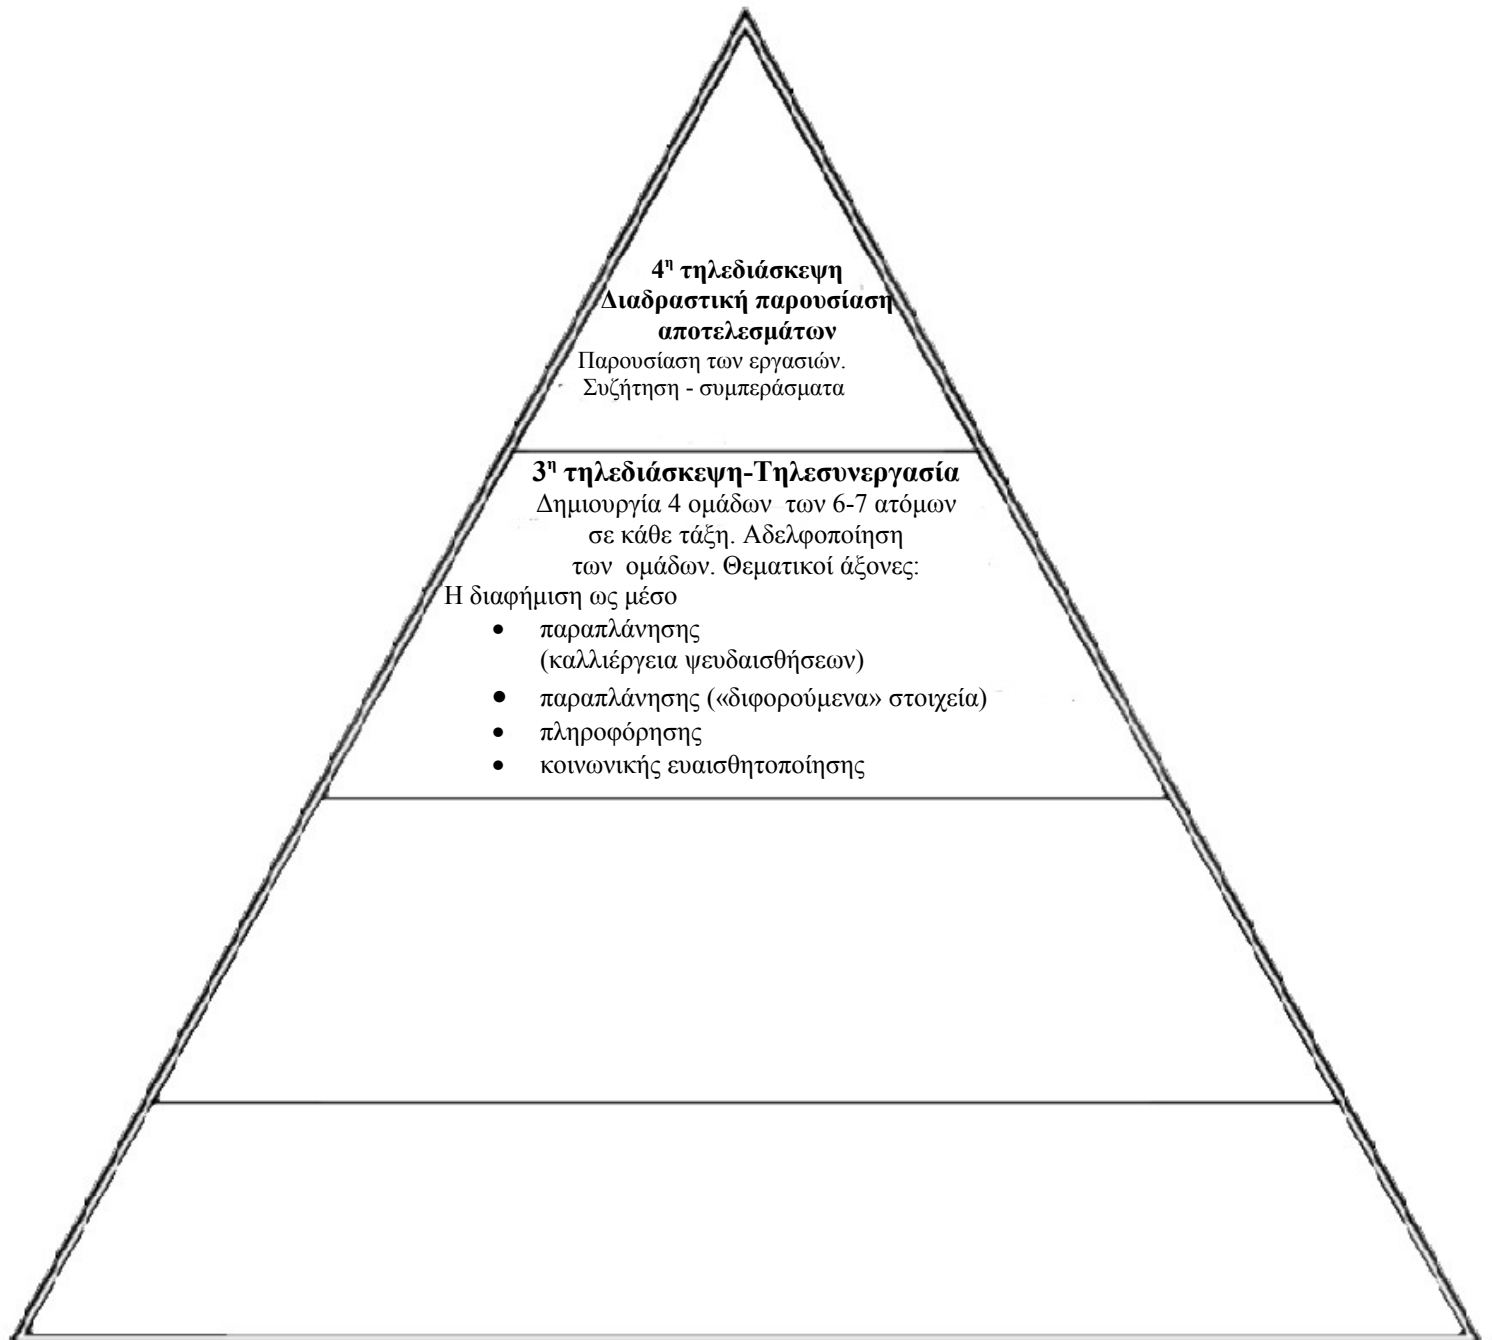 4η τηλεδιάσκεψη
Διαδραστική παρουσίαση
αποτελεσμάτων
Παρουσίαση των εργασιών.
Συζήτηση - συμπεράσματα
3η τηλεδιάσκεψη-Τηλεσυνεργασία
Δημιουργία 4 ομάδων των 6-7 ατόμων
σε κάθε τάξη. Αδελφοποίηση
των ομάδων. Θεματικοί άξονες:
Η διαφήμιση ως μέσο
• παραπλάνησης
(καλλιέργεια ψευδαισθήσεων)
• παραπλάνησης («διφορούμενα» στοιχεία)
• πληροφόρησης
• κοινωνικής ευαισθητοποίησης